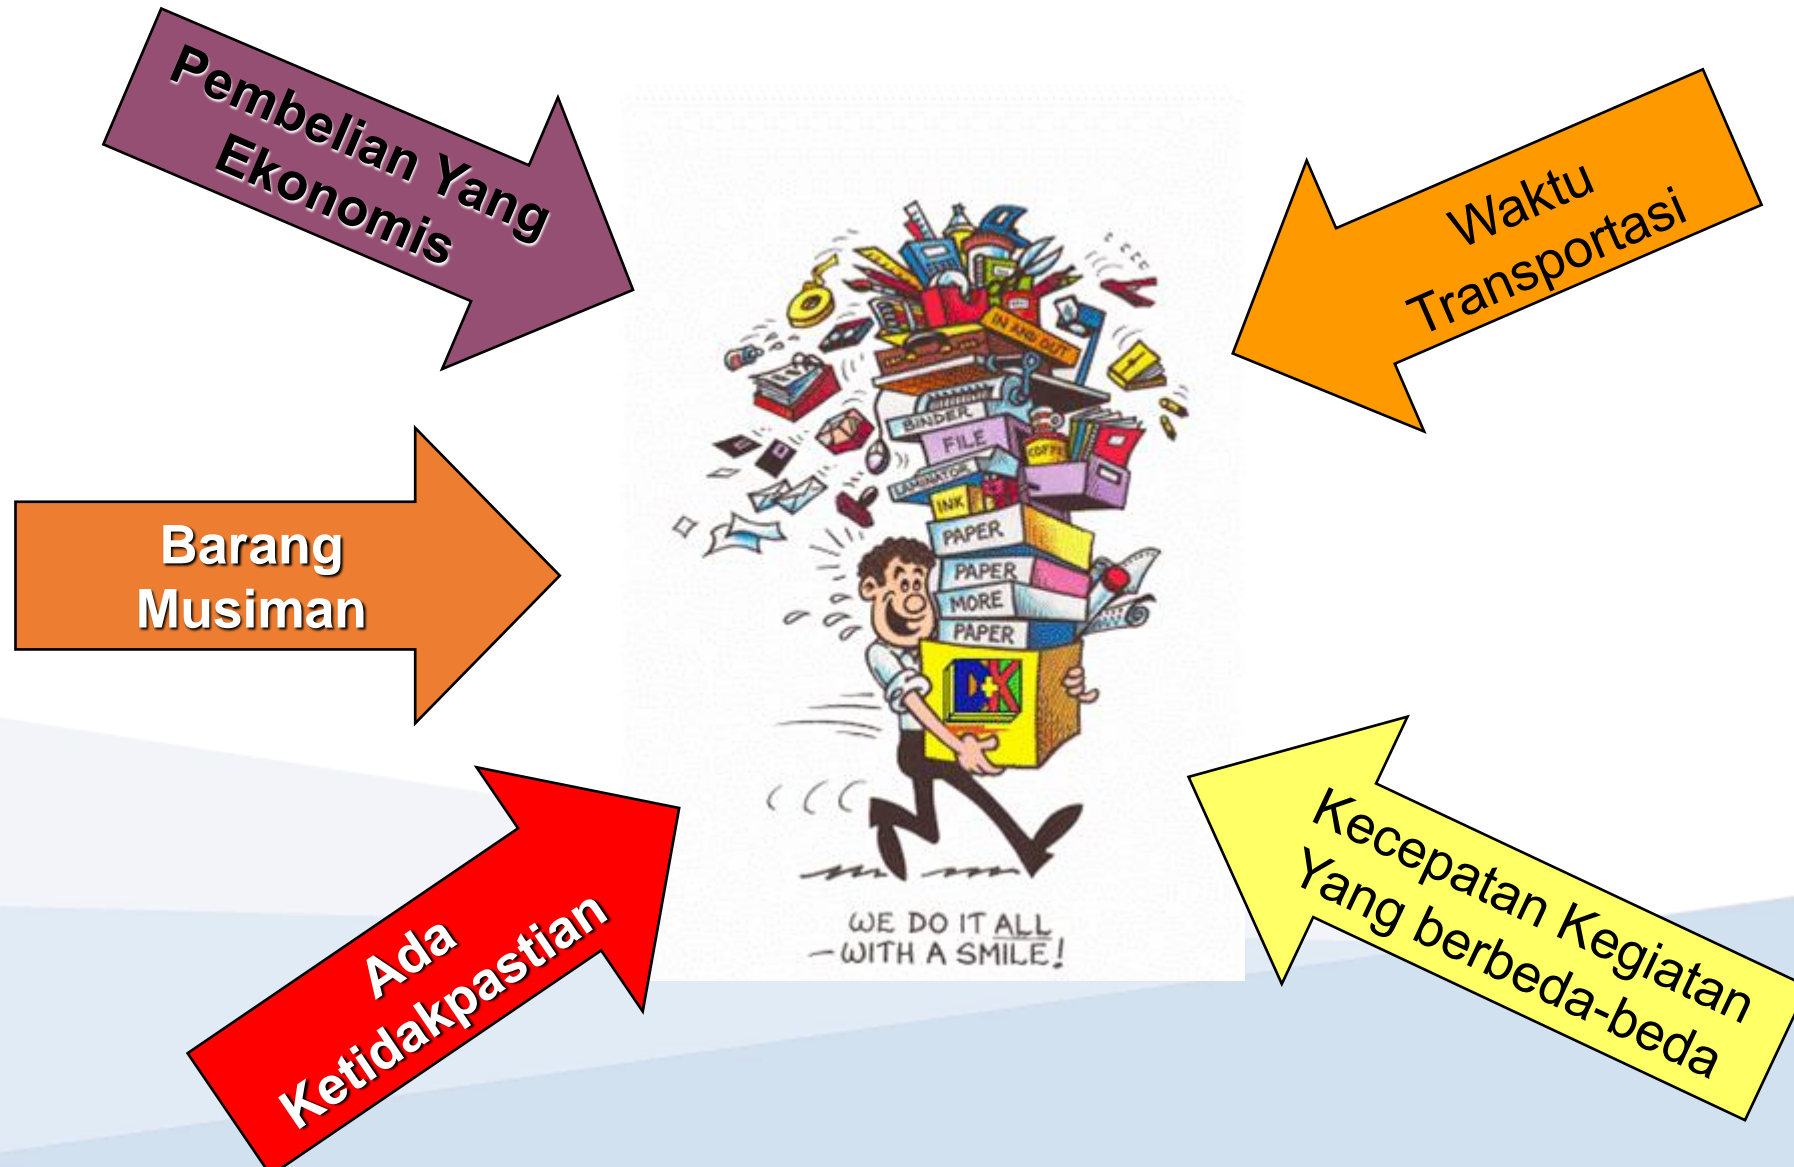 Pembelian Yang
Ekonomis
Waktu
Transportasi
Barang
Musiman
Ada
Ketidakpastian
Kecepatan Kegiatan
Yang berbeda-beda
IN AND OUT
BINDER
FILE
COFFE
LAMINATOR
INK
PAPER
PAPER
MORE
PAPER
D+K
WE DO IT ALL
— WITH A SMILE!